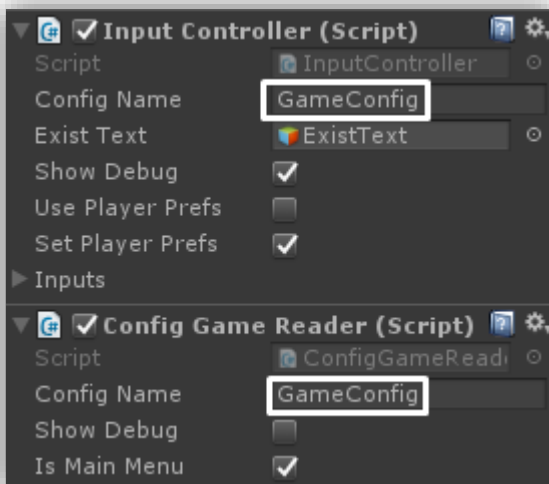 Input Controller (Script)
Script InputController
Config Name GameConfig
Exist Text ExistText
Show Debug
Use Player Prefs
Set Player Prefs
Inputs
Config Game Reader (Script)
Script ConfigGameReade
Config Name GameConfig
Show Debug
Is Main Menu